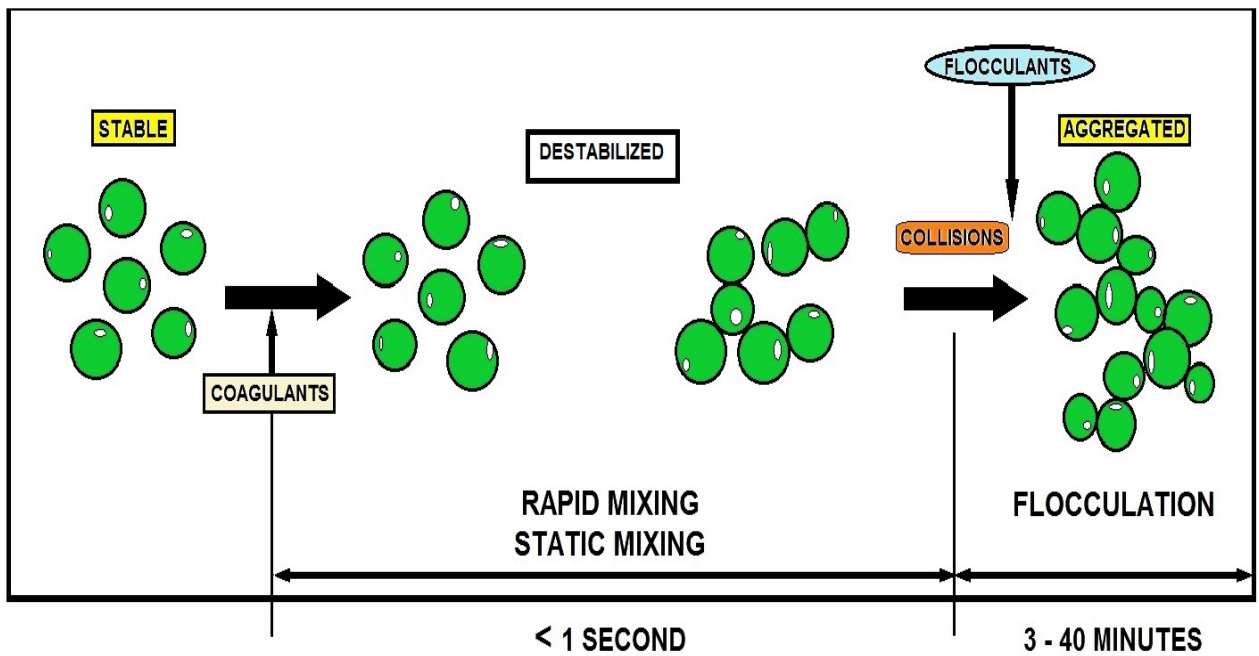 FLOCCULANTS
STABLE
AGGREGATED
DESTABILIZED
COLLISIONS
COAGULANTS
RAPID MIXING
STATIC MIXING
FLOCCULATION
< 1 SECOND
3 - 40 MINUTES